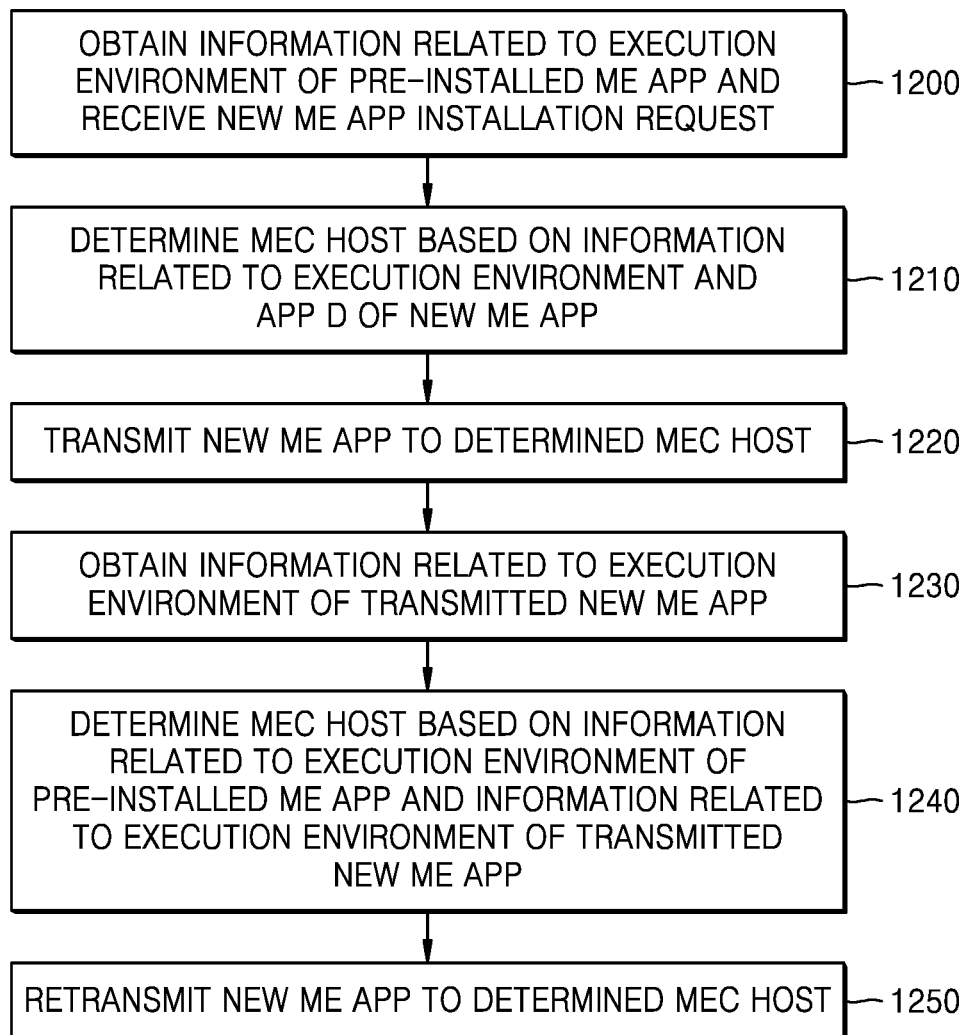 OBTAIN INFORMATION RELATED TO EXECUTION
ENVIRONMENT OF PRE-INSTALLED ME APP AND
RECEIVE NEW ME APP INSTALLATION REQUEST
1200
DETERMINE MEC HOST BASED ON INFORMATION
RELATED TO EXECUTION ENVIRONMENT AND
APP D OF NEW ME APP
1210
TRANSMIT NEW ME APP TO DETERMINED MEC HOST
1220
OBTAIN INFORMATION RELATED TO EXECUTION
ENVIRONMENT OF TRANSMITTED NEW ME APP
1230
DETERMINE MEC HOST BASED ON INFORMATION
RELATED TO EXECUTION ENVIRONMENT OF
PRE-INSTALLED ME APP AND INFORMATION RELATED
TO EXECUTION ENVIRONMENT OF TRANSMITTED
NEW ME APP
1240
RETRANSMIT NEW ME APP TO DETERMINED MEC HOST
1250